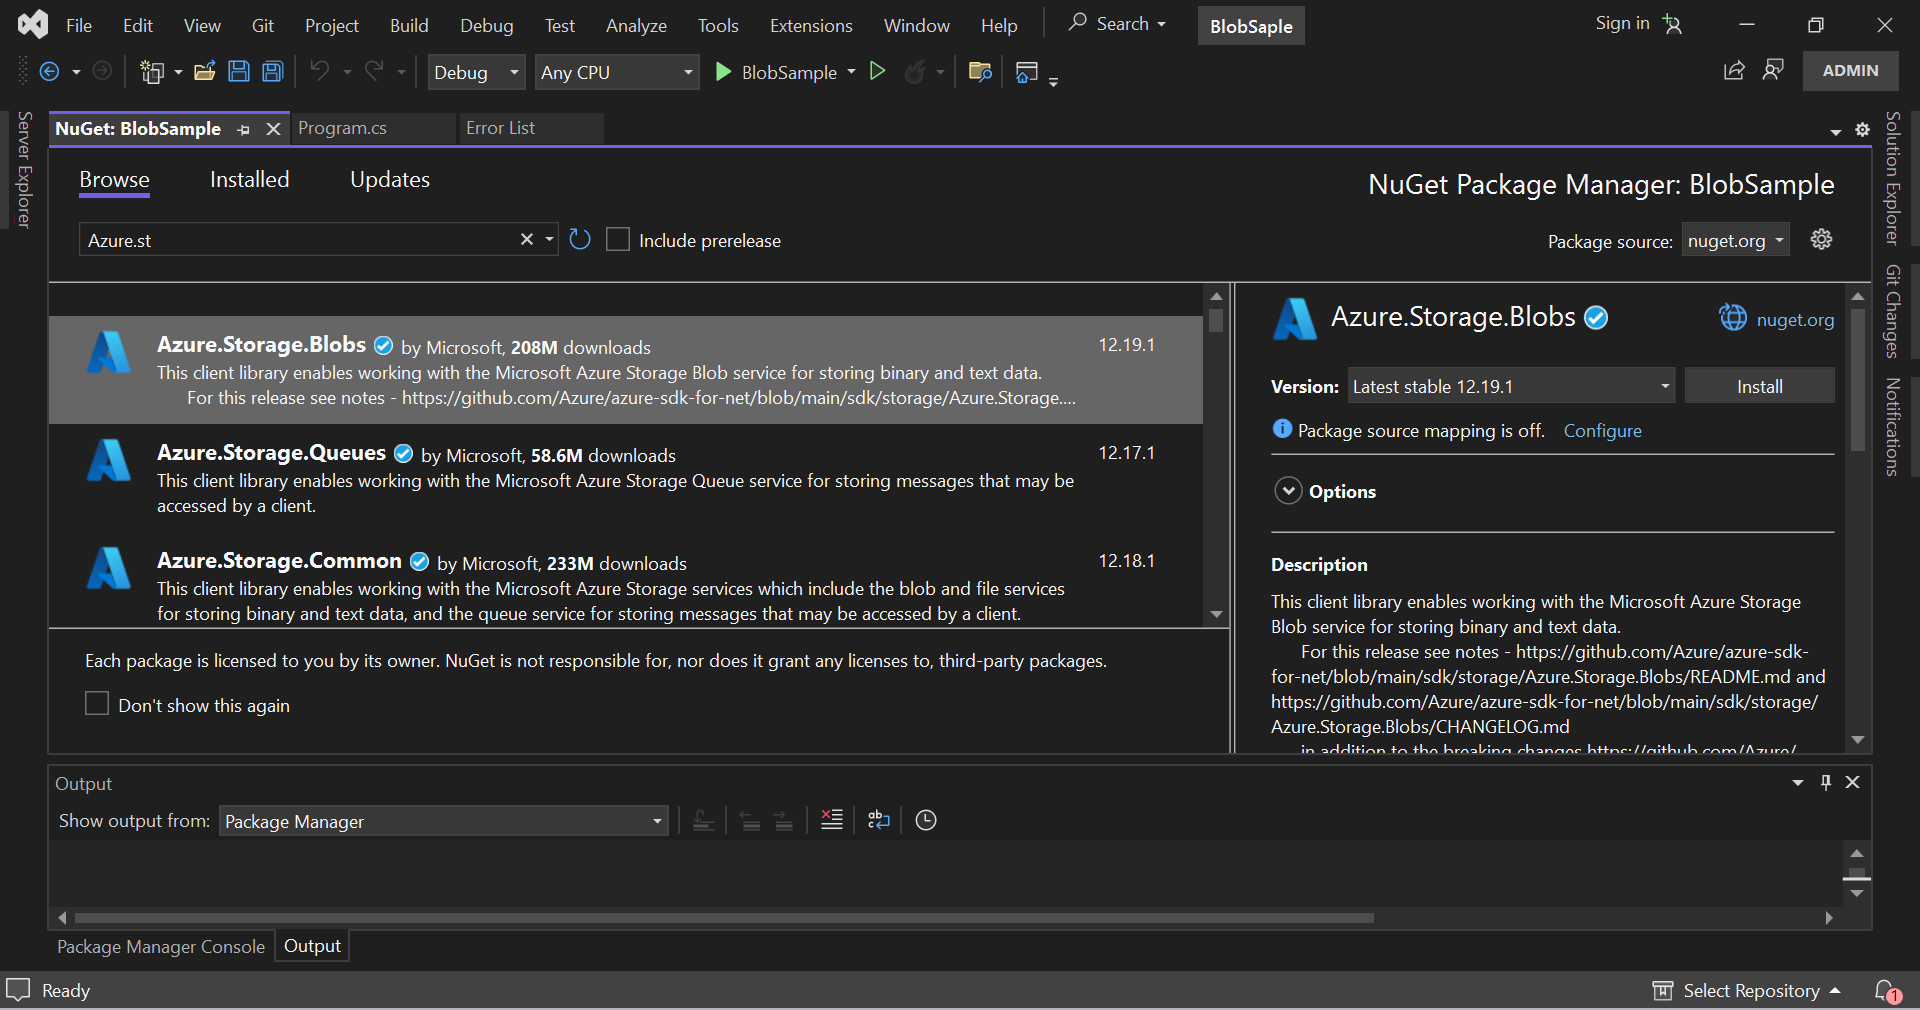 File Edit View Git Project Build Debug Test Analyze Tools Extensions Window Help Search BlobSaple Sign in
Debug Any CPU BlobSample ADMIN
Server Explorer
NuGet: BlobSample Program.cs Error List
Browse Installed Updates
NuGet Package Manager: BlobSample
Azure.st Include prerelease Package source: nuget.org
Azure.Storage.Blobs by Microsoft, 208M downloads 12.19.1
This client library enables working with the Microsoft Azure Storage Blob service for storing binary and text data.
For this release see notes - https://github.com/Azure/azure-sdk-for-net/blob/main/sdk/storage/Azure.Storage....
Azure.Storage.Queues by Microsoft, 58.6M downloads 12.17.1
This client library enables working with the Microsoft Azure Storage Queue service for storing messages that may be
accessed by a client.
Azure.Storage.Common by Microsoft, 233M downloads 12.18.1
This client library enables working with the Microsoft Azure Storage services which include the blob and file services
for storing binary and text data, and the queue service for storing messages that may be accessed by a client.
Each package is licensed to you by its owner. NuGet is not responsible for, nor does it grant any licenses to, third-party packages.
Don't show this again
Azure.Storage.Blobs nuget.org
Version: Latest stable 12.19.1 Install
Package source mapping is off. Configure
Options
Description
This client library enables working with the Microsoft Azure Storage
Blob service for storing binary and text data.
For this release see notes - https://github.com/Azure/azure-sdk-
for-net/blob/main/sdk/storage/Azure.Storage.Blobs/README.md and
https://github.com/Azure/azure-sdk-for-net/blob/main/sdk/storage/
Azure.Storage.Blobs/CHANGELOG.md
in addition to the breaking changes https://github.com/Azure/
Solution Explorer
Git Changes
Notifications
Output
Show output from: Package Manager
Package Manager Console Output
Ready Select Repository 1